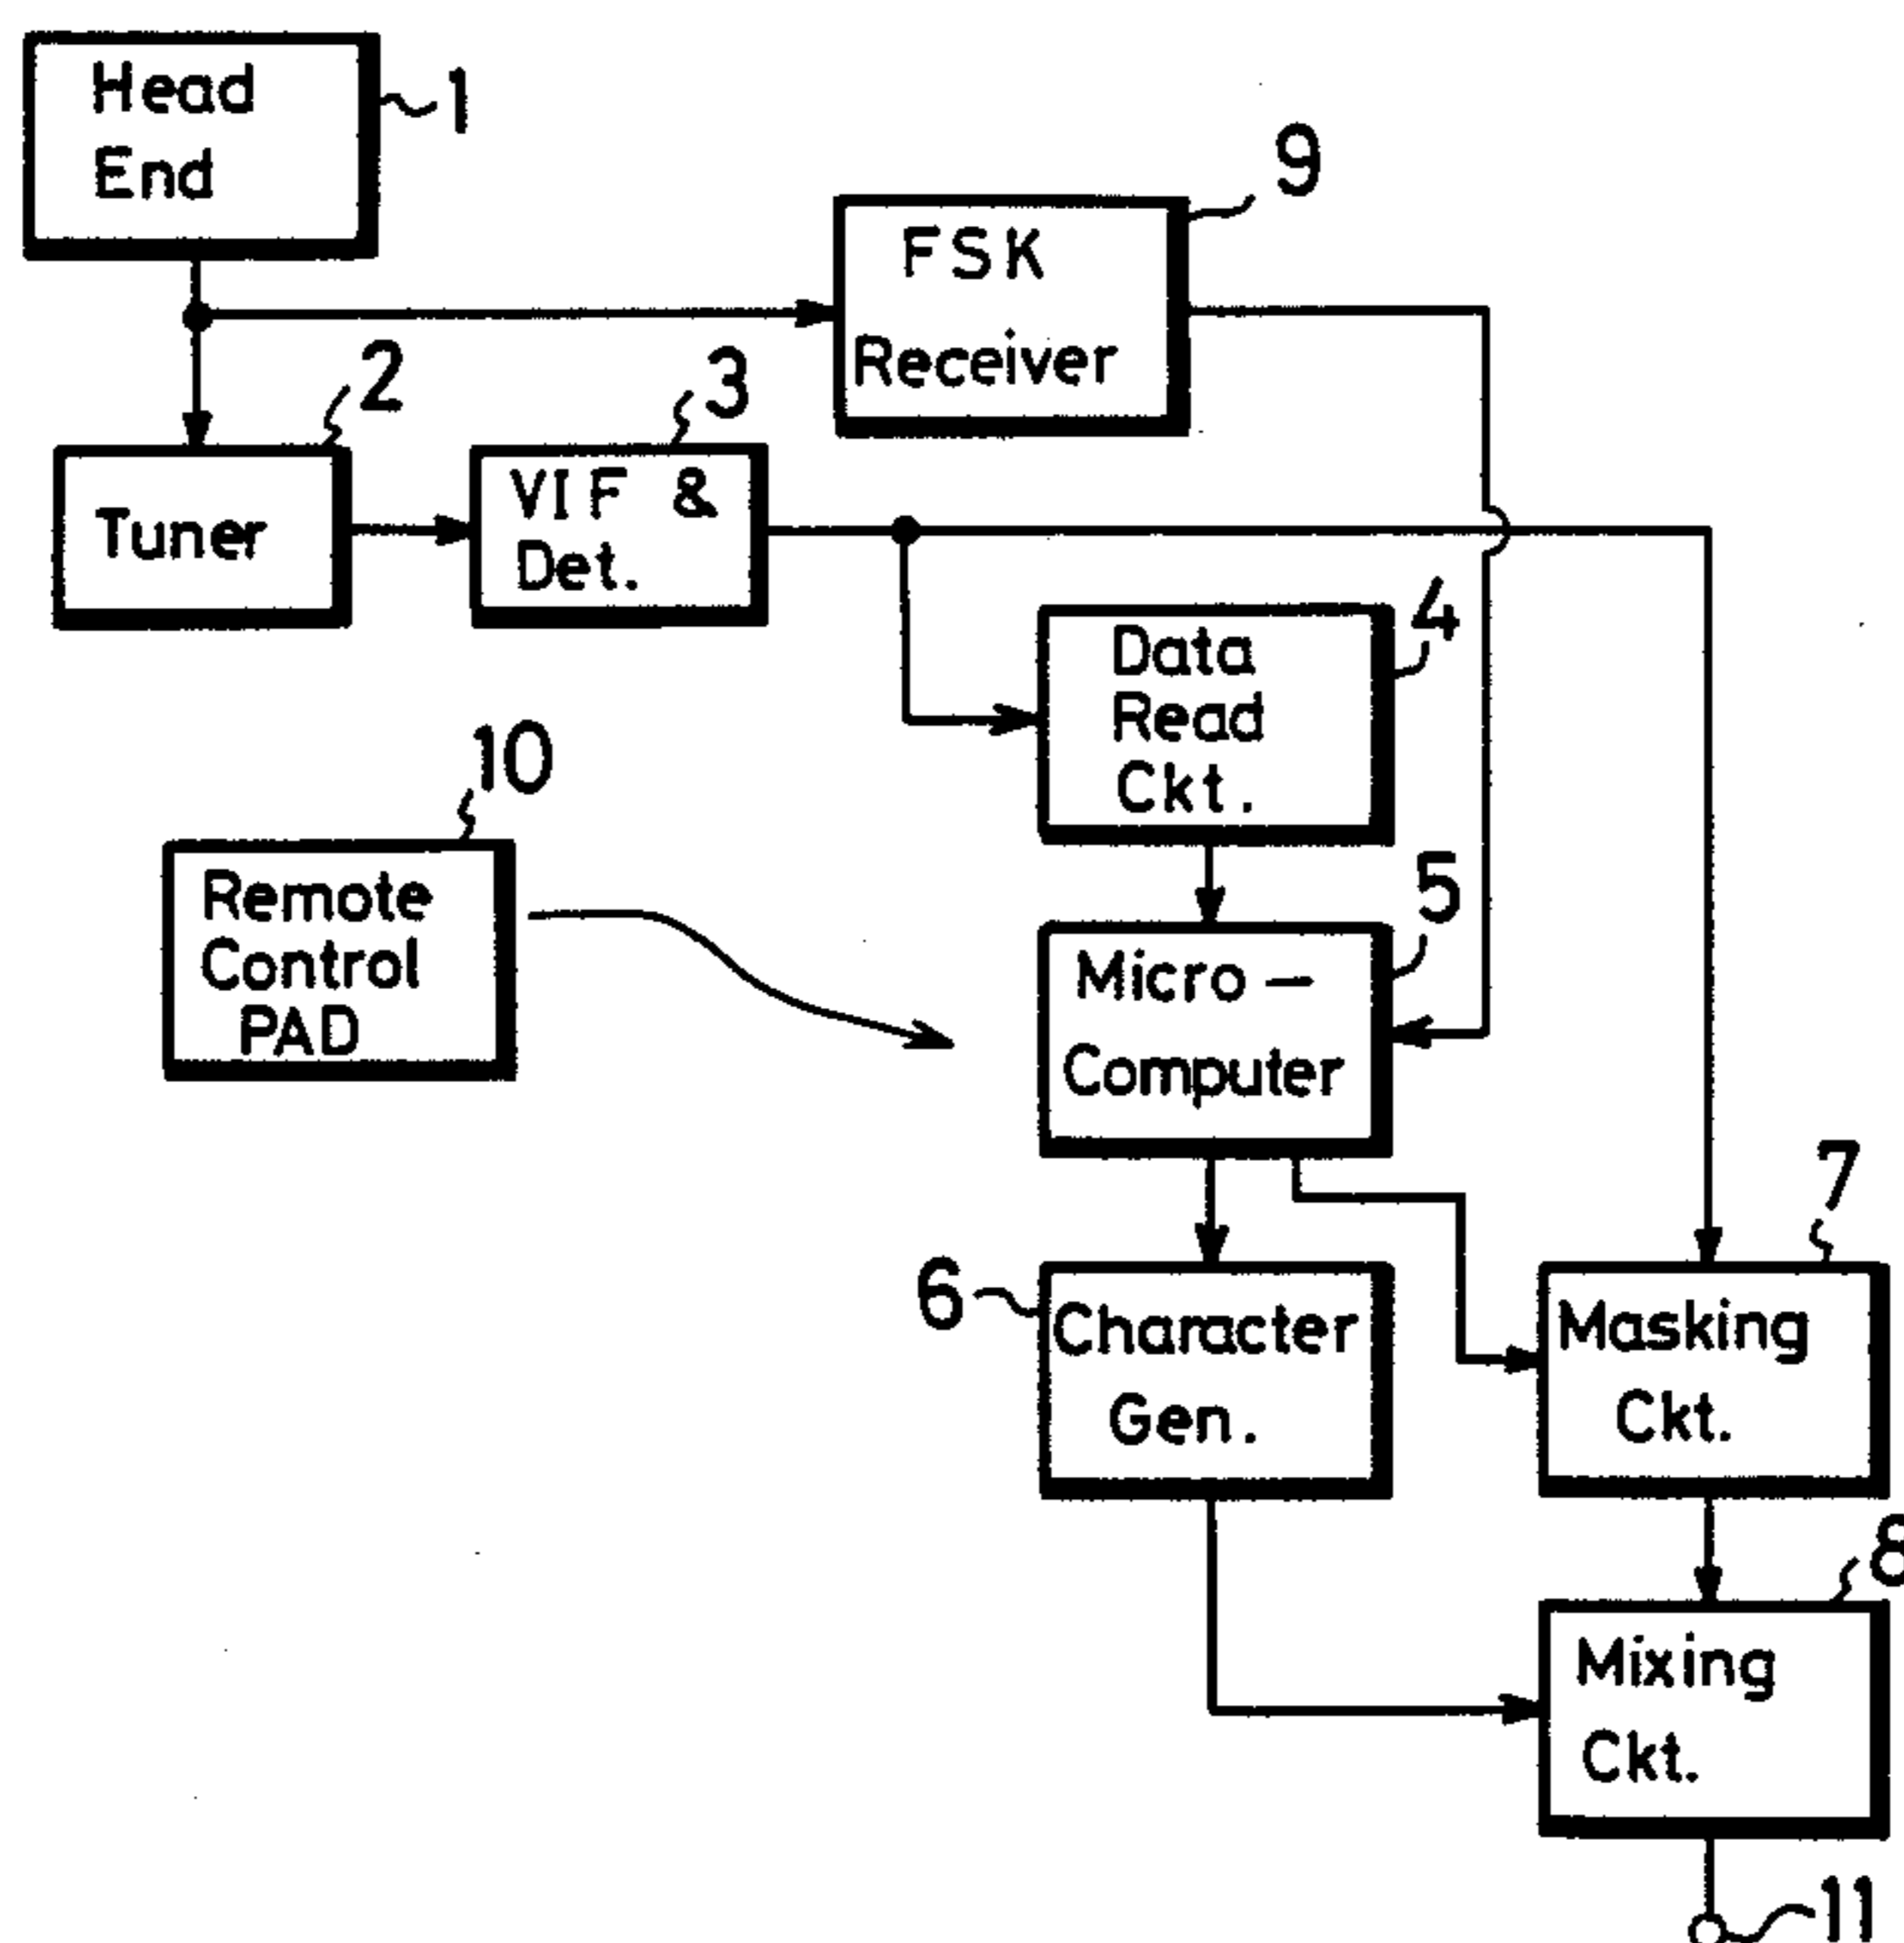 Head
End
1
9
FSK
Receiver
2
Tuner
3
VIF &
Det.
4
Data
Read
Ckt.
10
Remote
Control
PAD
5
Micro-
Computer
6
Character
Gen.
7
Masking
Ckt.
8
Mixing
Ckt.
11